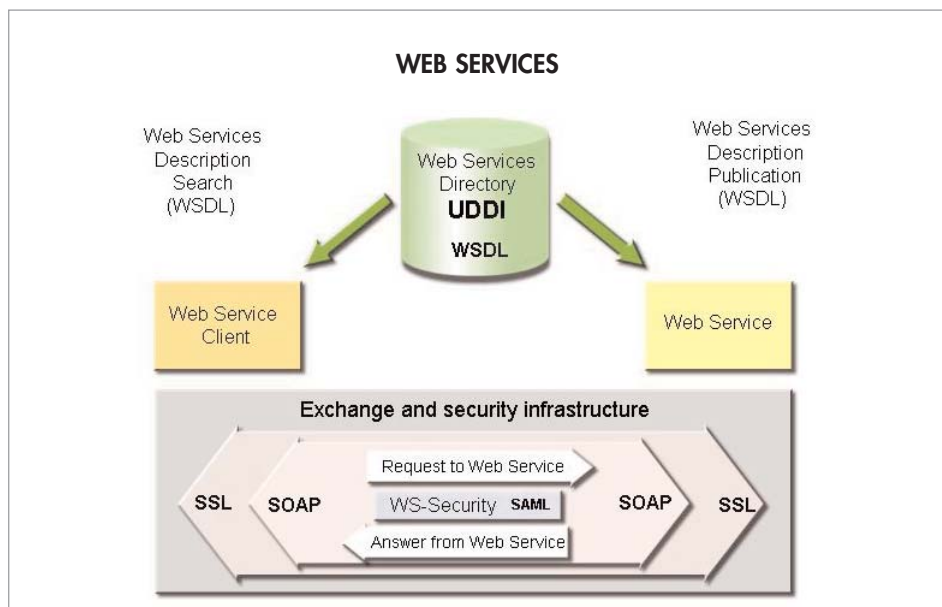 WEB SERVICES
Web Services
Description
Search
(WSDL)
Web Services
Directory
UDDI
WSDL
Web Services
Description
Publication
(WSDL)
Web Service
Client
Web Service
Exchange and security infrastructure
SSL
SOAP
Request to Web Service
WS-Security SAML
Answer from Web Service
SOAP
SSL